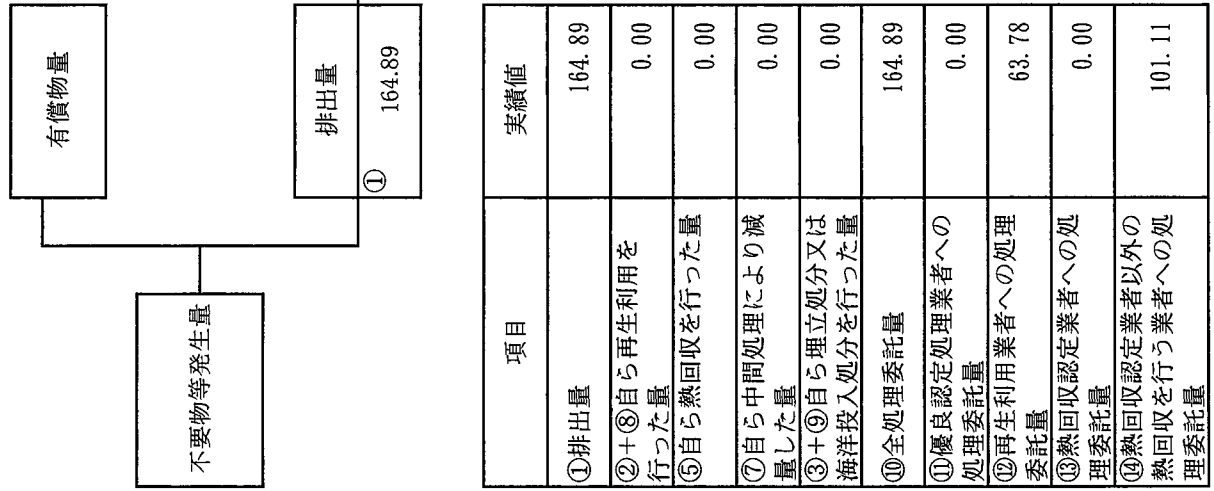 不要物等発生量
有償物量
排出量
①
164.89
項目
実績値
①排出量
164.89
②+⑧自ら再生利用を
行った量
0.00
⑤自ら熱回収を行った量
0.00
⑦自ら中間処理により減
量した量
0.00
③+⑨自ら埋立処分又は
海洋投入処分を行った量
0.00
⑩全処理委託量
164.89
⑪優良認定処理業者への
処理委託量
0.00
⑫再生利用業者への処理
委託量
63.78
⑬熱回収認定業者への処
理委託量
0.00
⑭熱回収認定業者以外の
熱回収を行う業者への処
理委託量
101.11